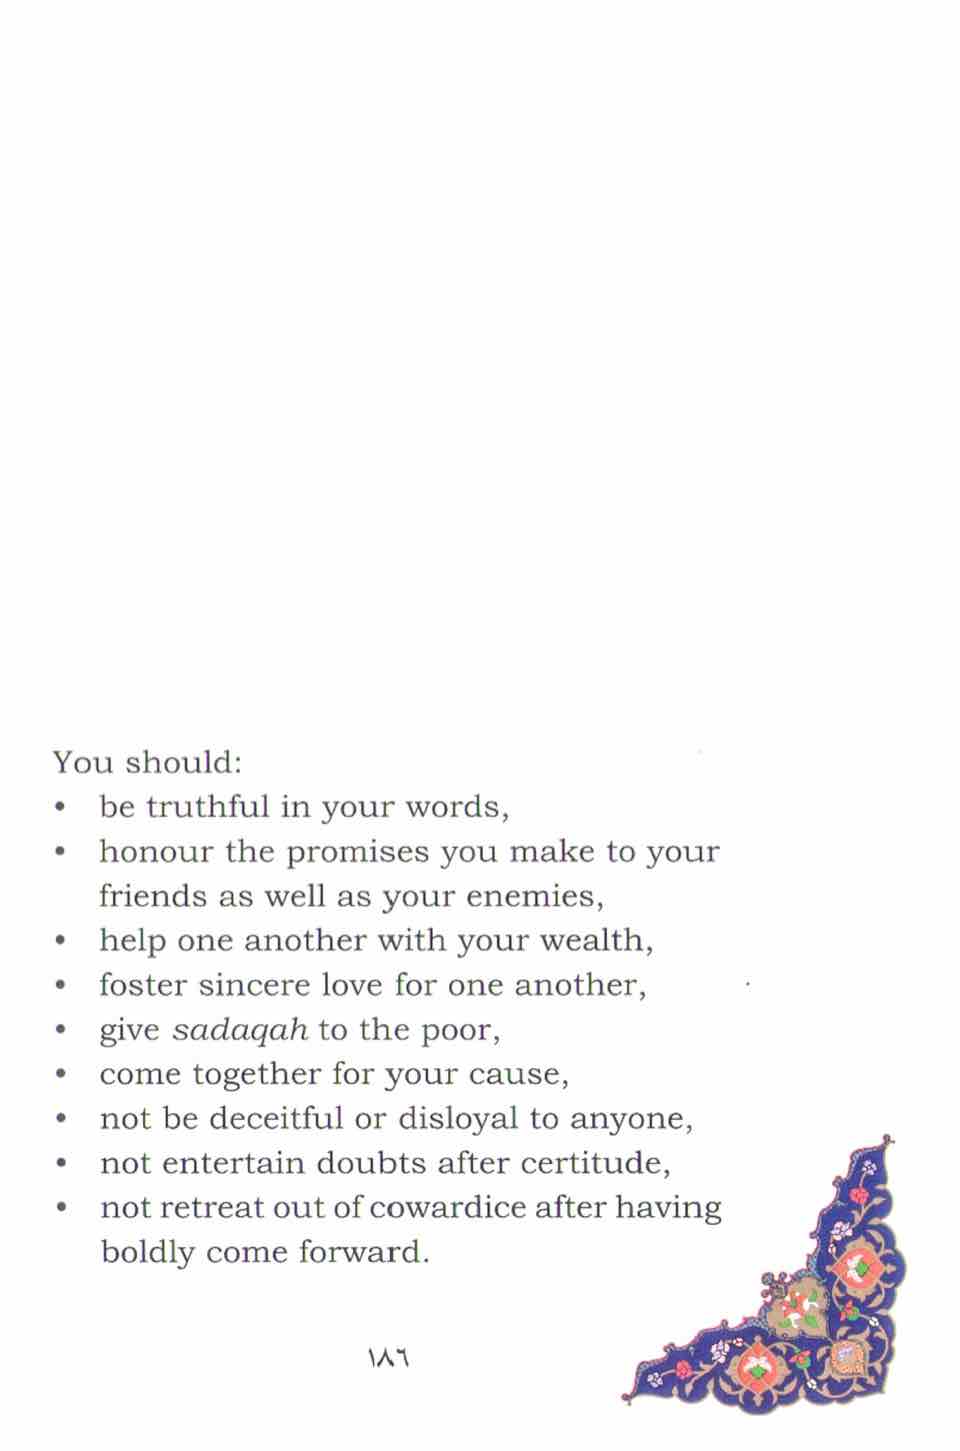 You should:
• be truthful in your words,
• honour the promises you make to your
friends as well as your enemies,
• help one another with your wealth,
• foster sincere love for one another,
• give sadaqah to the poor,
• come together for your cause,
• not be deceitful or disloyal to anyone,
• not entertain doubts after certitude,
• not retreat out of cowardice after having
boldly come forward.
١٨٦